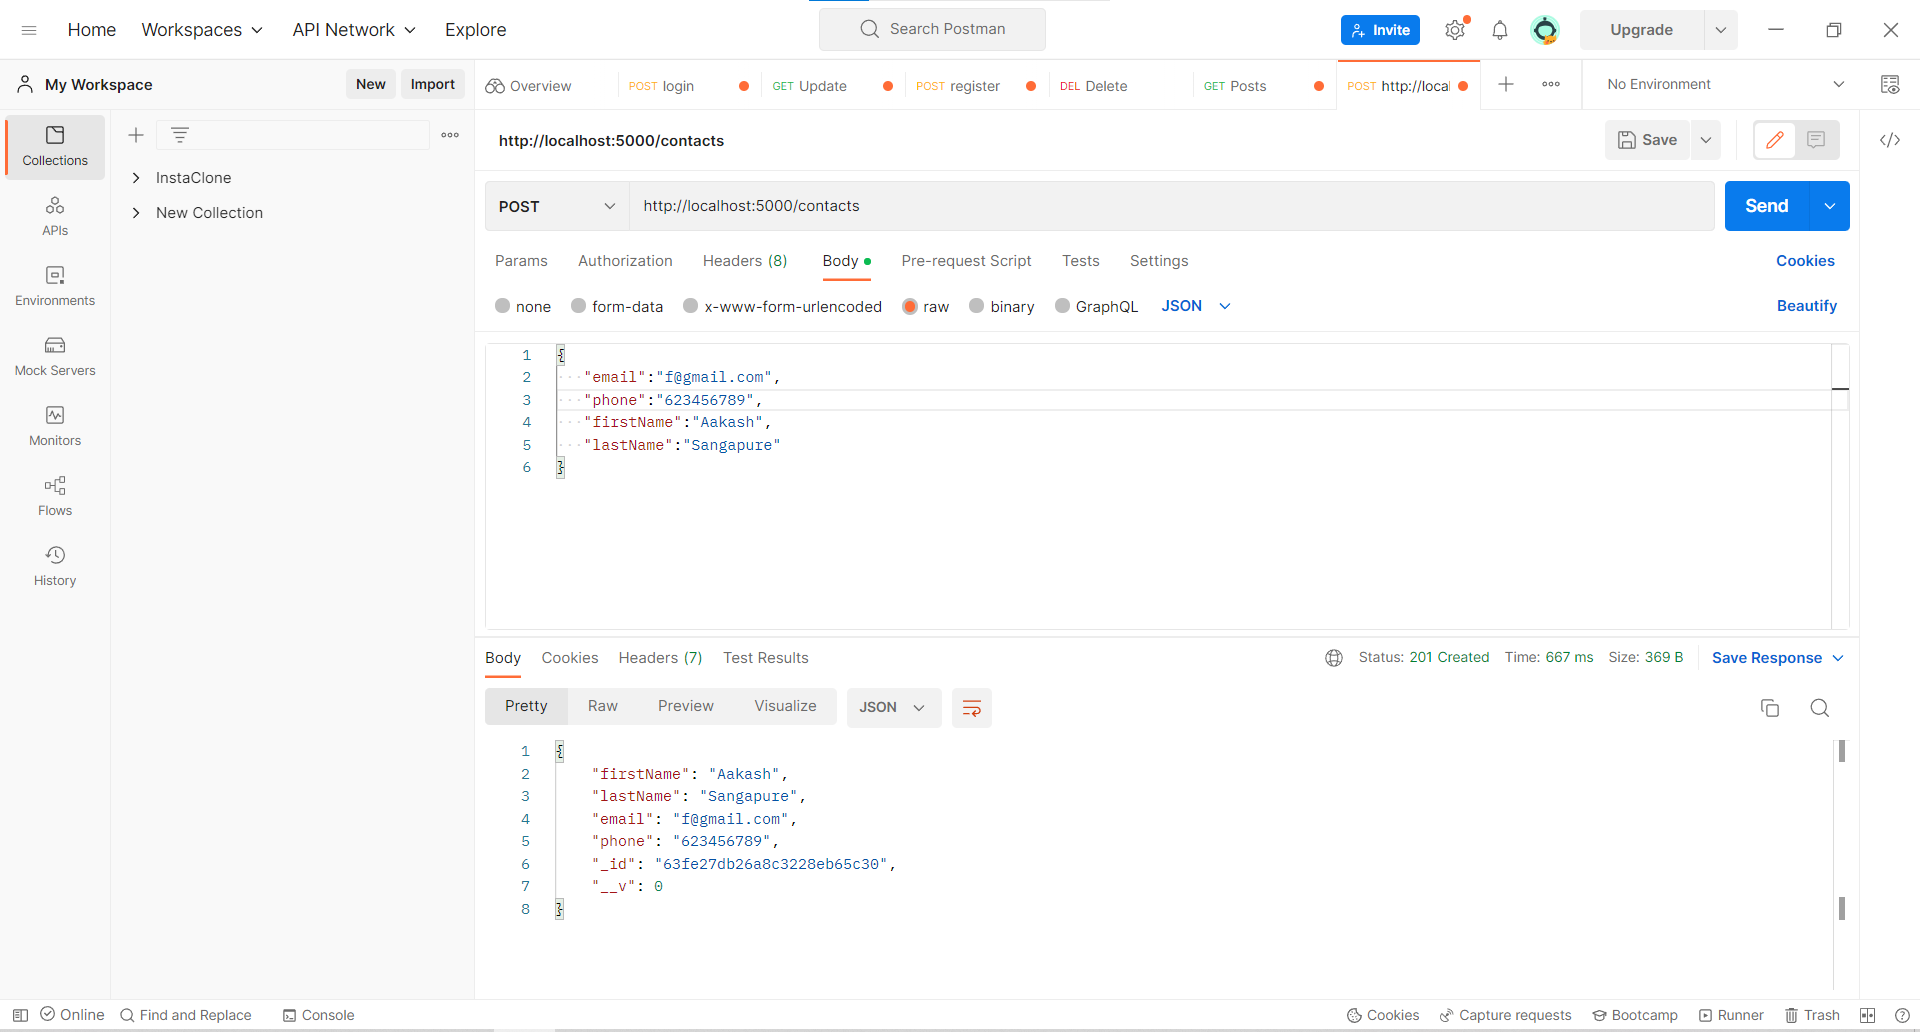 Home Workspaces API Network Explore Search Postman Invite Upgrade
My Workspace New Import Overview POST login GET Update POST register DEL Delete GET Posts POST http://local No Environment
Collections
APIs
Environments
Mock Servers
Monitors
Flows
History
InstaClone
New Collection
http://localhost:5000/contacts Save
POST http://localhost:5000/contacts Send
Params Authorization Headers (8) Body Pre-request Script Tests Settings Cookies
none form-data x-www-form-urlencoded raw binary GraphQL JSON Beautify
1 {
2 "email":"f@gmail.com",
3 "phone":"623456789",
4 "firstName":"Aakash",
5 "lastName":"Sangapure"
6 }
Body Cookies Headers (7) Test Results Status: 201 Created Time: 667 ms Size: 369 B Save Response
Pretty Raw Preview Visualize JSON
1 {
2 "firstName": "Aakash",
3 "lastName": "Sangapure",
4 "email": "f@gmail.com",
5 "phone": "623456789",
6 "_id": "63fe27db26a8c3228eb65c30",
7 "__v": 0
8 }
Online Find and Replace Console Cookies Capture requests Bootcamp Runner Trash